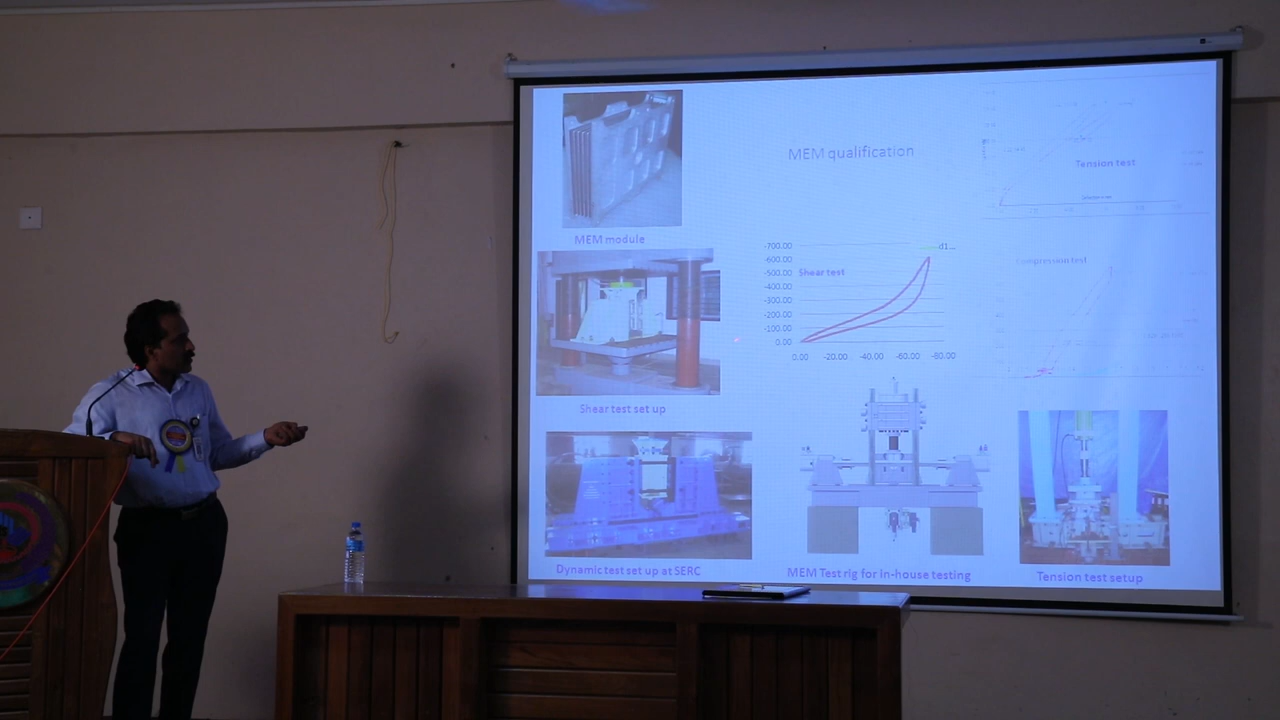 MEM qualification
Tension test
MEM module
-700.00
d1...
-600.00
-500.00
Shear test
-400.00
-300.00
-200.00
-100.00
0.00
0.00 -20.00 -40.00 -60.00 -80.00
Compression test
Shear test set up
Dynamic test set up at SERC
MEM Test rig for in-house testing
Tension test setup